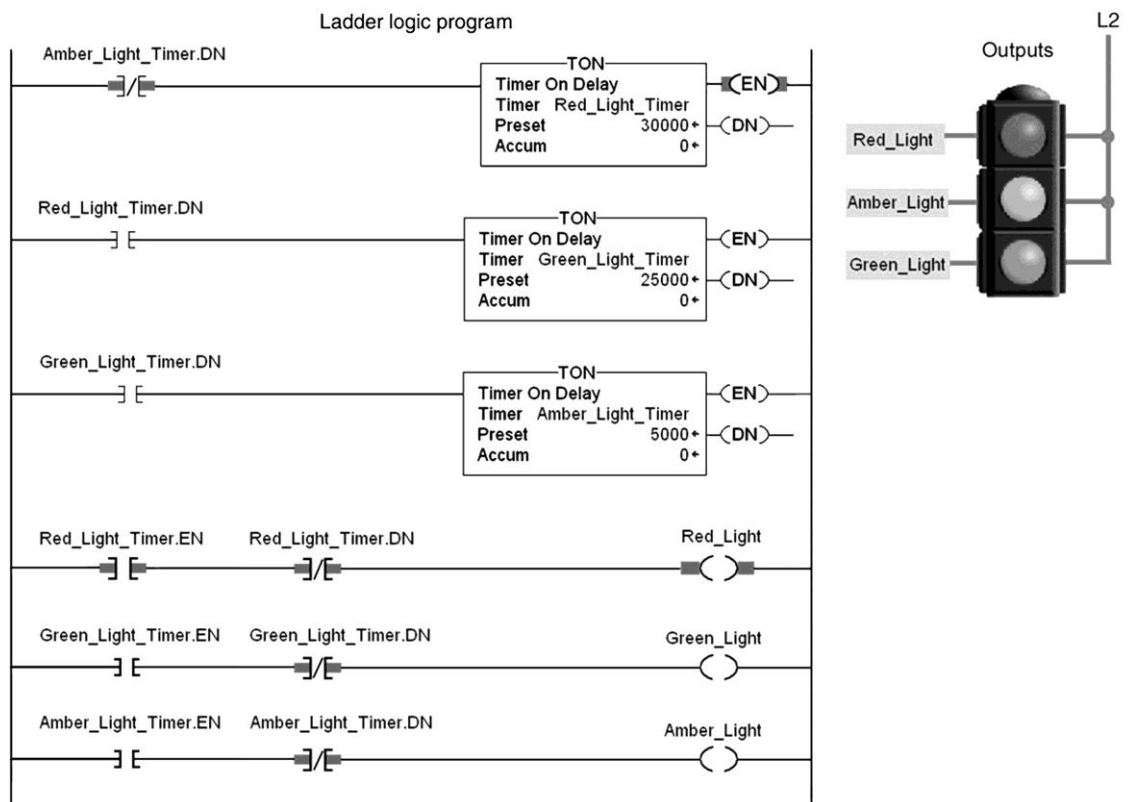 Ladder logic program
L2
Outputs
Amber_Light_Timer.DN
TON
Timer On Delay
Timer Red_Light_Timer
Preset 30000
Accum 0
EN
DN
Red_Light
Amber_Light
Green_Light
Red_Light_Timer.DN
TON
Timer On Delay
Timer Green_Light_Timer
Preset 25000
Accum 0
EN
DN
Green_Light_Timer.DN
TON
Timer On Delay
Timer Amber_Light_Timer
Preset 5000
Accum 0
EN
DN
Red_Light_Timer.EN Red_Light_Timer.DN Red_Light
Green_Light_Timer.EN Green_Light_Timer.DN Green_Light
Amber_Light_Timer.EN Amber_Light_Timer.DN Amber_Light